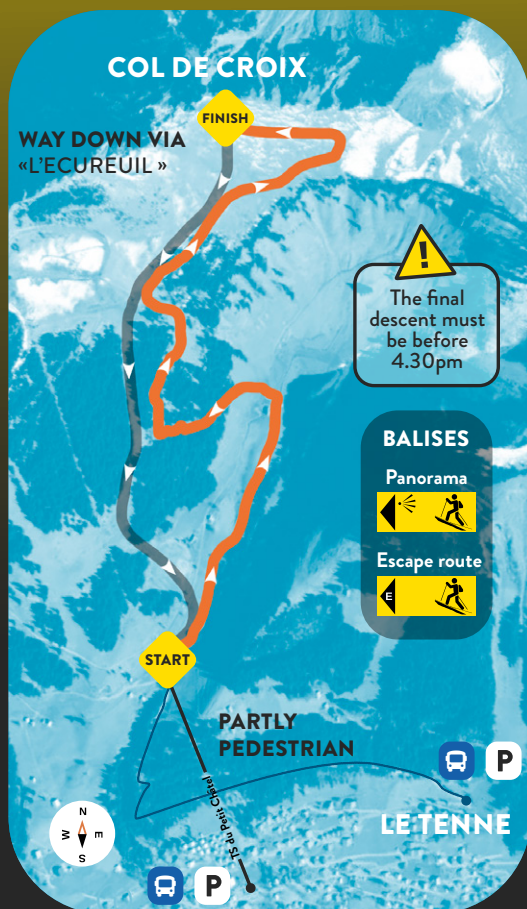 COL DE CROIX
FINISH
WAY DOWN VIA
«L'ECUREUIL »
!
The final
descent must
be before
4.30pm
BALISES
Panorama
Escape route
E
START
PARTLY
PEDESTRIAN
P
LE TENNE
TS du Petit Châtel
N
W
E
S
P